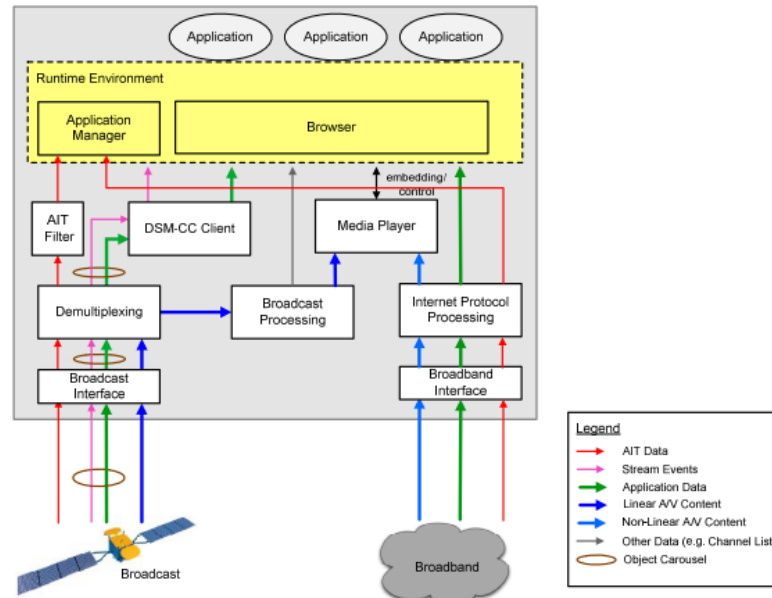 Application
Application
Application
Runtime Environment
Application
Manager
Browser
embedding/
control
AIT
Filter
DSM-CC Client
Media Player
Demultiplexing
Broadcast
Processing
Internet Protocol
Processing
Broadcast
Interface
Broadband
Interface
Broadcast
Broadband
Legend
AIT Data
Stream Events
Application Data
Linear A/V Content
Non-Linear A/V Content
Other Data (e.g. Channel List
Object Carousel